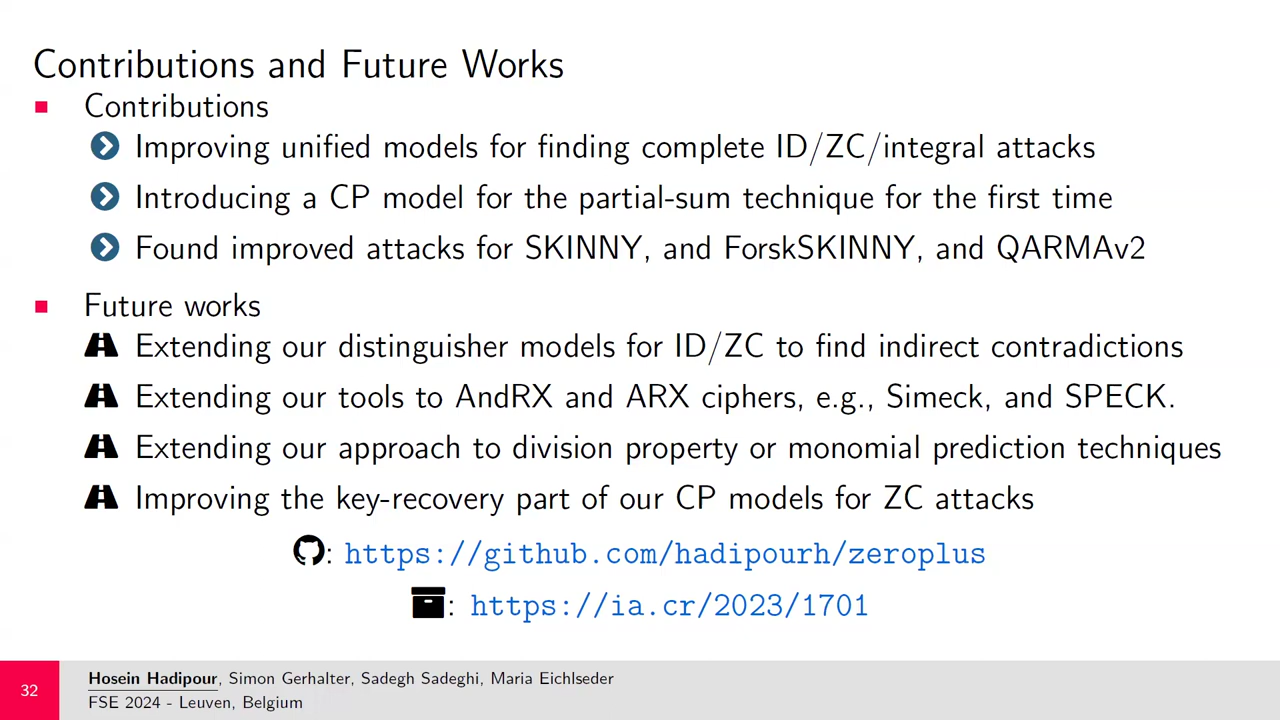 Contributions and Future Works
Contributions
Improving unified models for finding complete ID/ZC/integral attacks
Introducing a CP model for the partial-sum technique for the first time
Found improved attacks for SKINNY, and ForskSKINNY, and QARMAv2
Future works
Extending our distinguisher models for ID/ZC to find indirect contradictions
Extending our tools to AndRX and ARX ciphers, e.g., Simeck, and SPECK.
Extending our approach to division property or monomial prediction techniques
Improving the key-recovery part of our CP models for ZC attacks
: https://github.com/hadipourh/zeroplus
: https://ia.cr/2023/1701
32
Hosein Hadipour, Simon Gerhalter, Sadegh Sadeghi, Maria Eichlseder
FSE 2024 - Leuven, Belgium